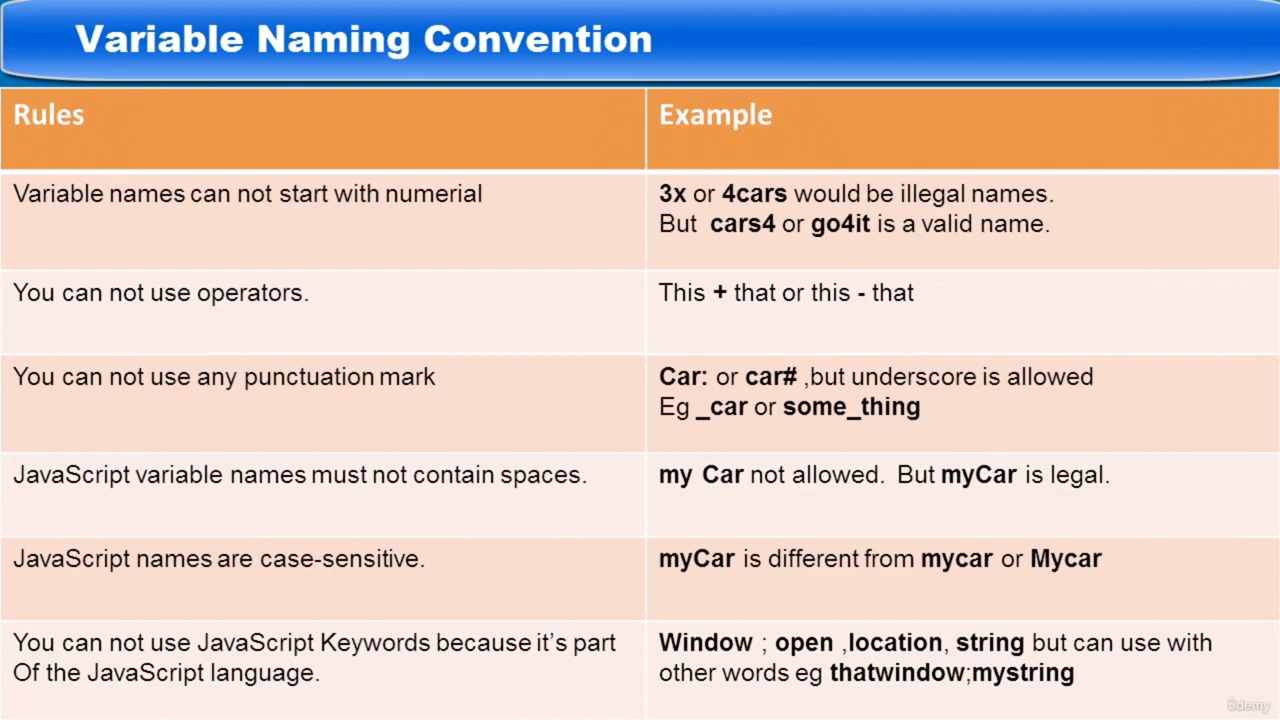 Variable Naming Convention
Rules
Example
Variable names can not start with numerial
3x or 4cars would be illegal names.
But cars4 or go4it is a valid name.
You can not use operators.
This + that or this - that
You can not use any punctuation mark
Car: or car# ,but underscore is allowed
Eg _car or some_thing
JavaScript variable names must not contain spaces.
my Car not allowed. But myCar is legal.
JavaScript names are case-sensitive.
myCar is different from mycar or Mycar
You can not use JavaScript Keywords because it’s part
Of the JavaScript language.
Window ; open ,location, string but can use with
other words eg thatwindow;mystring
ûdemy